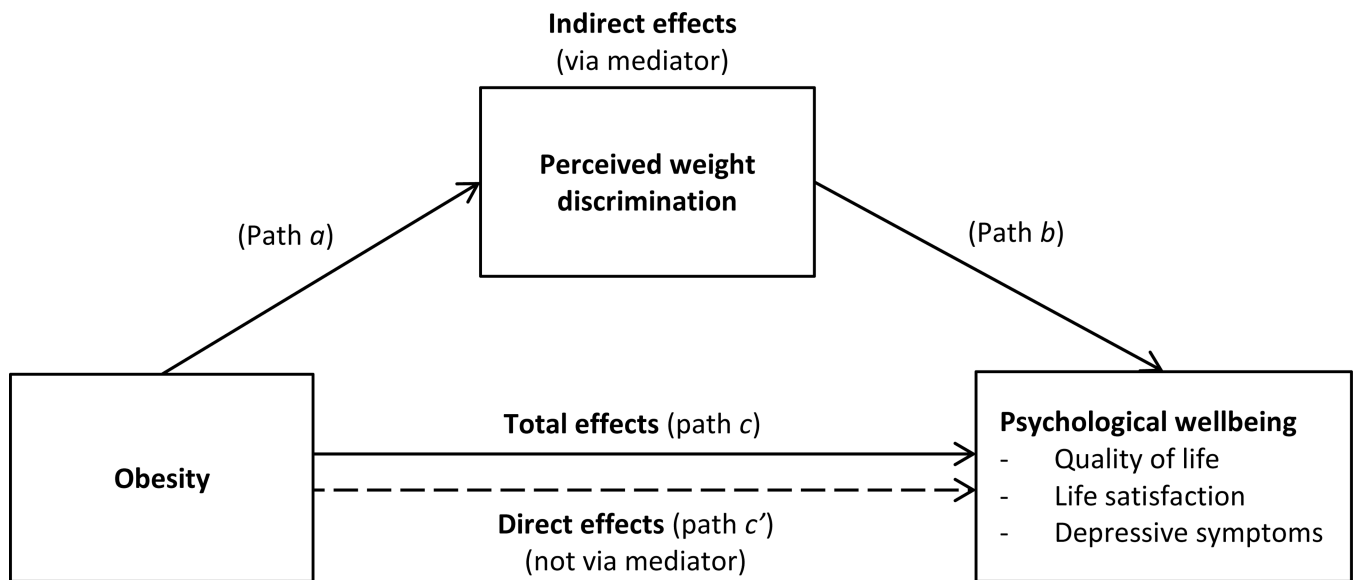 Indirect effects
(via mediator)
Perceived weight
discrimination
(Path a)
(Path b)
Obesity
Total effects (path c)
Direct effects (path c’)
(not via mediator)
Psychological wellbeing
- Quality of life
- Life satisfaction
- Depressive symptoms